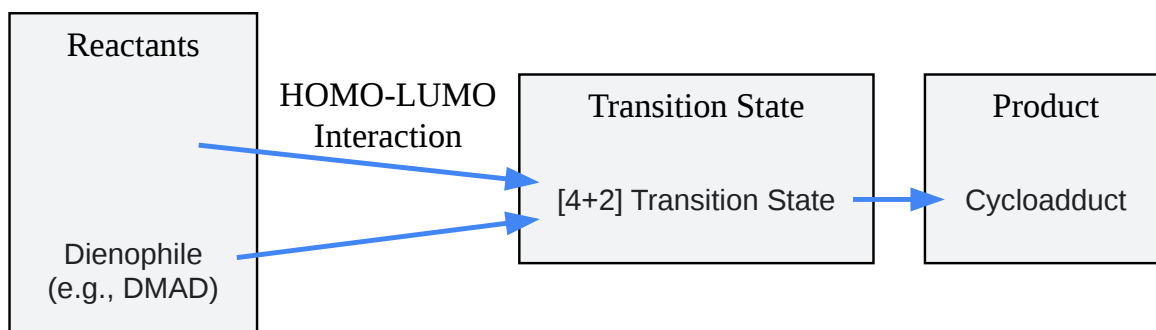 Reactants
Dienophile
(e.g., DMAD)
HOMO-LUMO
Interaction
Transition State
[4+2] Transition State
Product
Cycloadduct